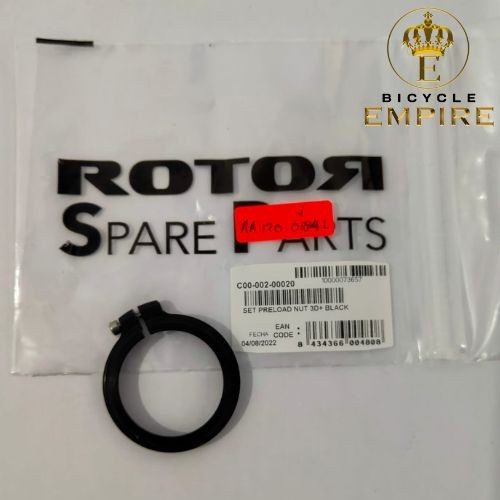 E
BICYCLE
EMPIRE
ROTOR
SPARE PARTS
C00-002-00020
10000073657
SET PRELOAD NUT 3D+ BLACK
FECHA
EAN
CODE :
04/08/2022
8 434366 004808